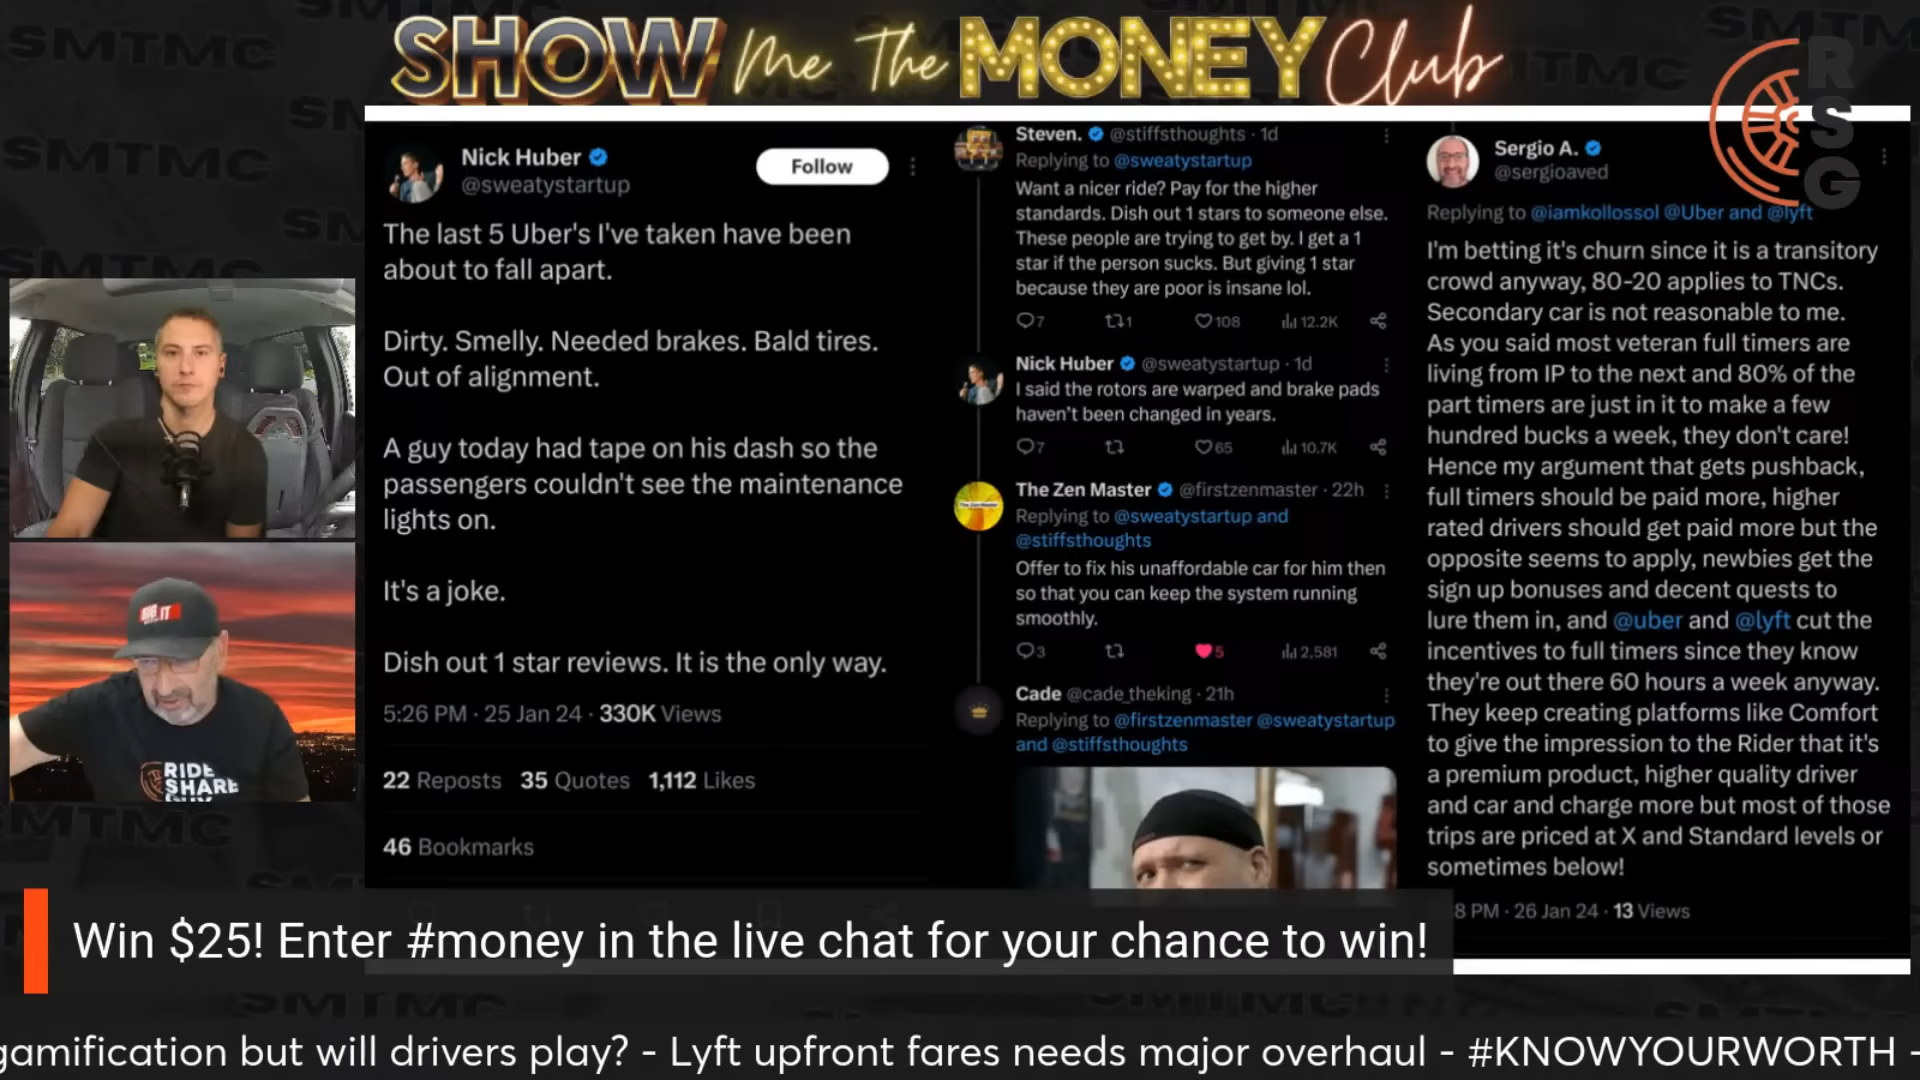 SHOW Me The MONEY Club
RSG
Nick Huber
@sweatystartup
Follow
The last 5 Uber's I've taken have been
about to fall apart.
Dirty. Smelly. Needed brakes. Bald tires.
Out of alignment.
A guy today had tape on his dash so the
passengers couldn't see the maintenance
lights on.
It's a joke.
Dish out 1 star reviews. It is the only way.
5:26 PM · 25 Jan 24 · 330K Views
22 Reposts 35 Quotes 1,112 Likes
46 Bookmarks
Steven. @stiffsthoughts · 1d
Replying to @sweatystartup
Want a nicer ride? Pay for the higher
standards. Dish out 1 stars to someone else.
These people are trying to get by. I get a 1
star if the person sucks. But giving 1 star
because they are poor is insane lol.
7 1 108 12.2K
Nick Huber @sweatystartup · 1d
I said the rotors are warped and brake pads
haven't been changed in years.
7 65 10.7K
The Zen Master @firstzenmaster · 22h
Replying to @sweatystartup and
@stiffsthoughts
Offer to fix his unaffordable car for him then
so that you can keep the system running
smoothly.
3 5 2,581
Cade @cade_theking · 21h
Replying to @firstzenmaster @sweatystartup
and @stiffsthoughts
Sergio A.
@sergioaved
Replying to @iamkollossol @Uber and @lyft
I'm betting it's churn since it is a transitory
crowd anyway, 80-20 applies to TNCs.
Secondary car is not reasonable to me.
As you said most veteran full timers are
living from IP to the next and 80% of the
part timers are just in it to make a few
hundred bucks a week, they don't care!
Hence my argument that gets pushback,
full timers should be paid more, higher
rated drivers should get paid more but the
opposite seems to apply, newbies get the
sign up bonuses and decent quests to
lure them in, and @uber and @lyft cut the
incentives to full timers since they know
they're out there 60 hours a week anyway.
They keep creating platforms like Comfort
to give the impression to the Rider that it's
a premium product, higher quality driver
and car and charge more but most of those
trips are priced at X and Standard levels or
sometimes below!
8 PM · 26 Jan 24 · 13 Views
RIDE
SHARE
Win $25! Enter #money in the live chat for your chance to win!
gamification but will drivers play? - Lyft upfront fares needs major overhaul - #KNOWYOURWORTH -
SMTMC
SMTMC